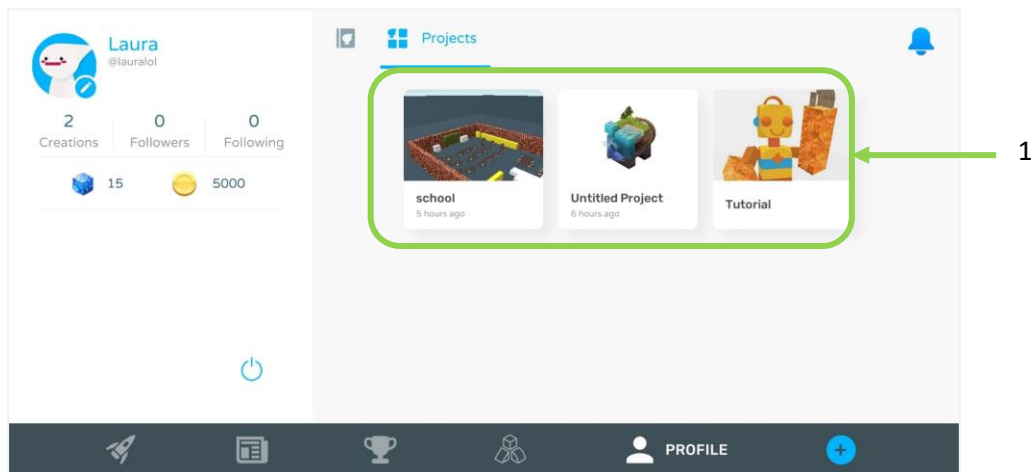 Laura
@lauralol
2 0 0
Creations Followers Following
15 5000
Projects
school
5 hours ago
Untitled Project
6 hours ago
Tutorial
1
PROFILE